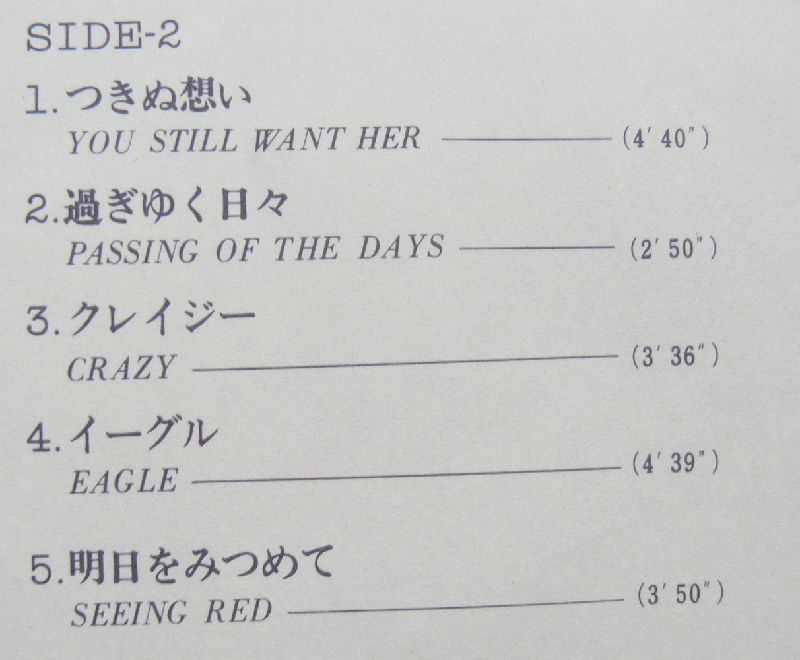 SIDE-2
1.つきぬ想い
YOU STILL WANT HER (4′40″)
2.過ぎゆく日々
PASSING OF THE DAYS (2′50″)
3.クレイジー
CRAZY (3′36″)
4.イーグル
EAGLE (4′39″)
5.明日をみつめて
SEEING RED (3′50″)